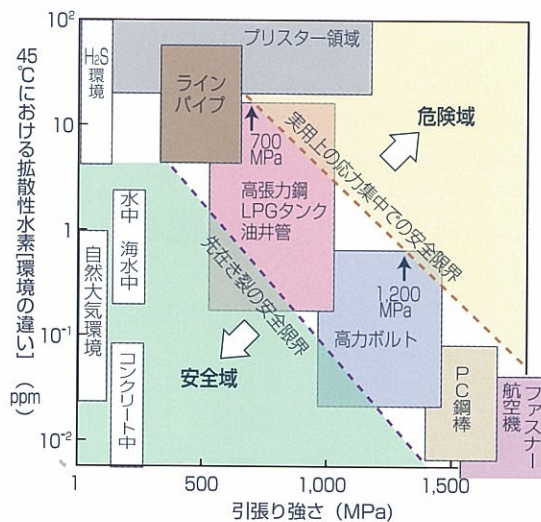 45℃における拡散性水素[環境の違い] (ppm)
10²
10
1
10⁻¹
10⁻²
H₂S
環境
ブリスター領域
ライン
パイプ
危険域
700
MPa
実用上の応力集中での安全限界
高張力鋼
LPGタンク
油井管
水中 海水中
自然大気環境
コンクリート中
先在き裂の安全限界
安全域
1,200
MPa
高力ボルト
PC鋼棒
航空機
ファスナー
1
500
1,000
1,500
引張り強さ (MPa)